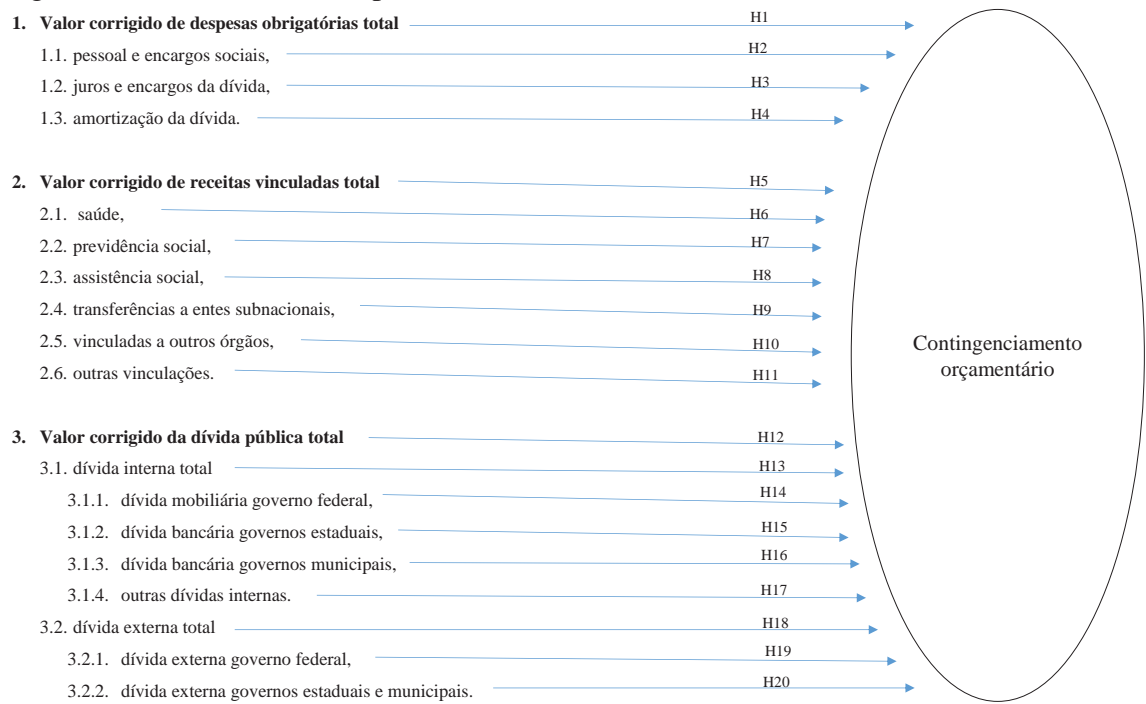 1. Valor corrigido de despesas obrigatórias total H1
1.1. pessoal e encargos sociais, H2
1.2. juros e encargos da dívida, H3
1.3. amortização da dívida. H4
2. Valor corrigido de receitas vinculadas total H5
2.1. saúde, H6
2.2. previdência social, H7
2.3. assistência social, H8
2.4. transferências a entes subnacionais, H9
2.5. vinculadas a outros órgãos, H10
2.6. outras vinculações. H11
3. Valor corrigido da dívida pública total H12
3.1. dívida interna total H13
3.1.1. dívida mobiliária governo federal, H14
3.1.2. dívida bancária governos estaduais, H15
3.1.3. dívida bancária governos municipais, H16
3.1.4. outras dívidas internas. H17
3.2. dívida externa total H18
3.2.1. dívida externa governo federal, H19
3.2.2. dívida externa governos estaduais e municipais. H20
Contingenciamento
orçamentário